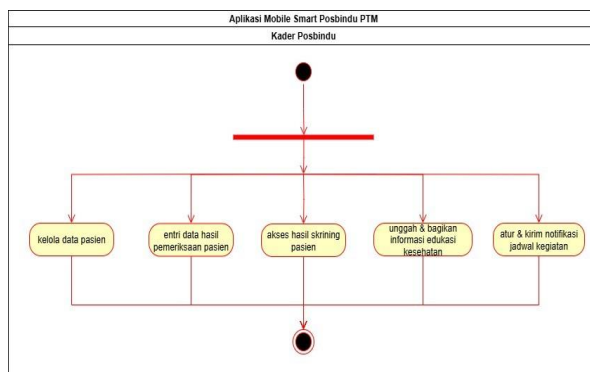 Aplikasi Mobile Smart Posbindu PTM
Kader Posbindu
kelola data pasien
entri data hasil
pemeriksaan pasien
akses hasil skrining
pasien
unggah & bagikan
informasi edukasi
kesehatan
atur & kirim notifikasi
jadwal kegiatan